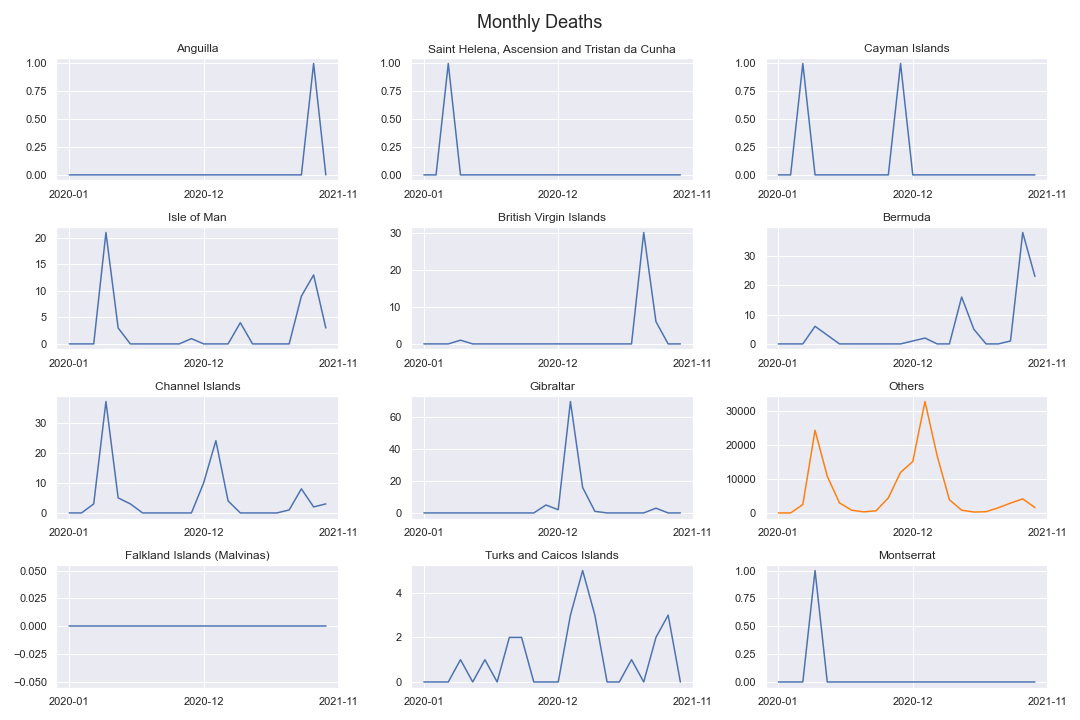 Monthly Deaths
Anguilla
1.00
0.75
0.50
0.25
0.00
2020-01 2020-12 2021-11
Saint Helena, Ascension and Tristan da Cunha
1.00
0.75
0.50
0.25
0.00
2020-01 2020-12 2021-11
Cayman Islands
1.00
0.75
0.50
0.25
0.00
2020-01 2020-12 2021-11
Isle of Man
20
15
10
5
0
2020-01 2020-12 2021-11
British Virgin Islands
30
20
10
0
2020-01 2020-12 2021-11
Bermuda
30
20
10
0
2020-01 2020-12 2021-11
Channel Islands
30
20
10
0
2020-01 2020-12 2021-11
Gibraltar
60
40
20
0
2020-01 2020-12 2021-11
Others
30000
20000
10000
0
2020-01 2020-12 2021-11
Falkland Islands (Malvinas)
0.050
0.025
0.000
−0.025
−0.050
2020-01 2020-12 2021-11
Turks and Caicos Islands
4
2
0
2020-01 2020-12 2021-11
Montserrat
1.00
0.75
0.50
0.25
0.00
2020-01 2020-12 2021-11